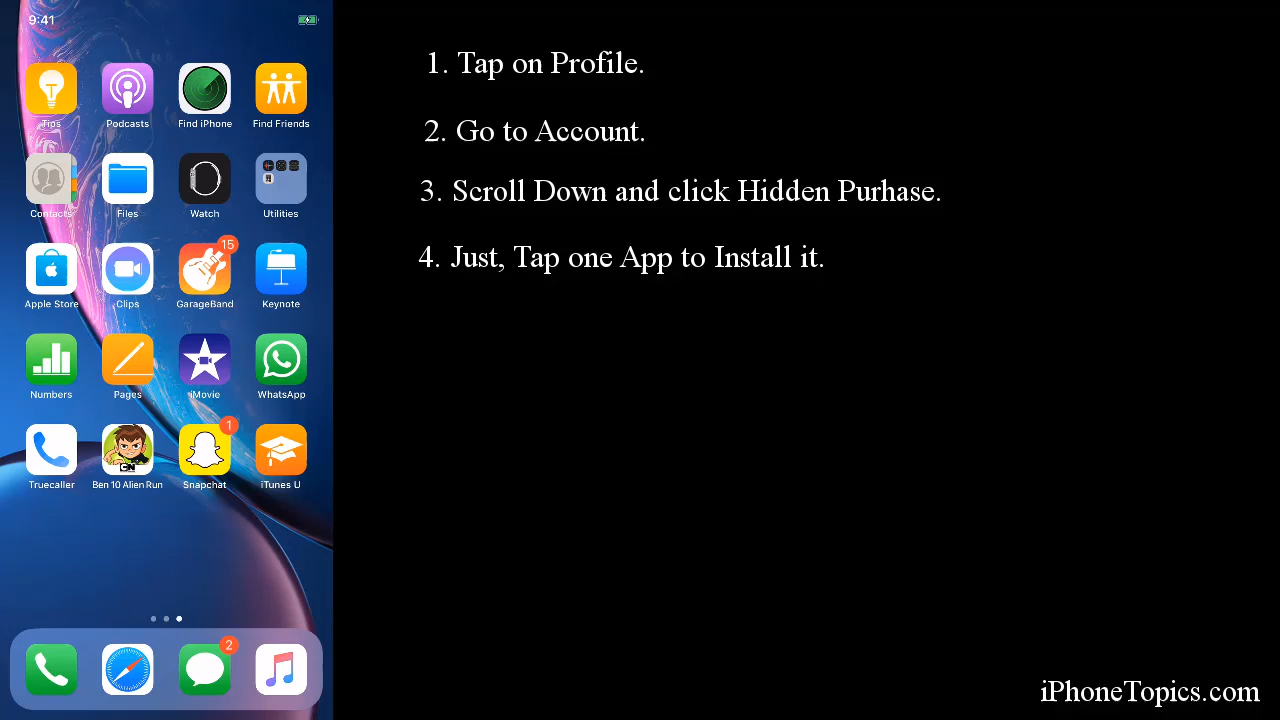 9:41
1. Tap on Profile.
2. Go to Account.
3. Scroll Down and click Hidden Purhase.
4. Just, Tap one App to Install it.
Tips
Podcasts
Find iPhone
Find Friends
Contacts
Files
Watch
Utilities
15
Apple Store
Clips
GarageBand
Keynote
Numbers
Pages
iMovie
WhatsApp
1
CN
Truecaller
Ben 10 Alien Run
Snapchat
iTunes U
2
iPhoneTopics.com